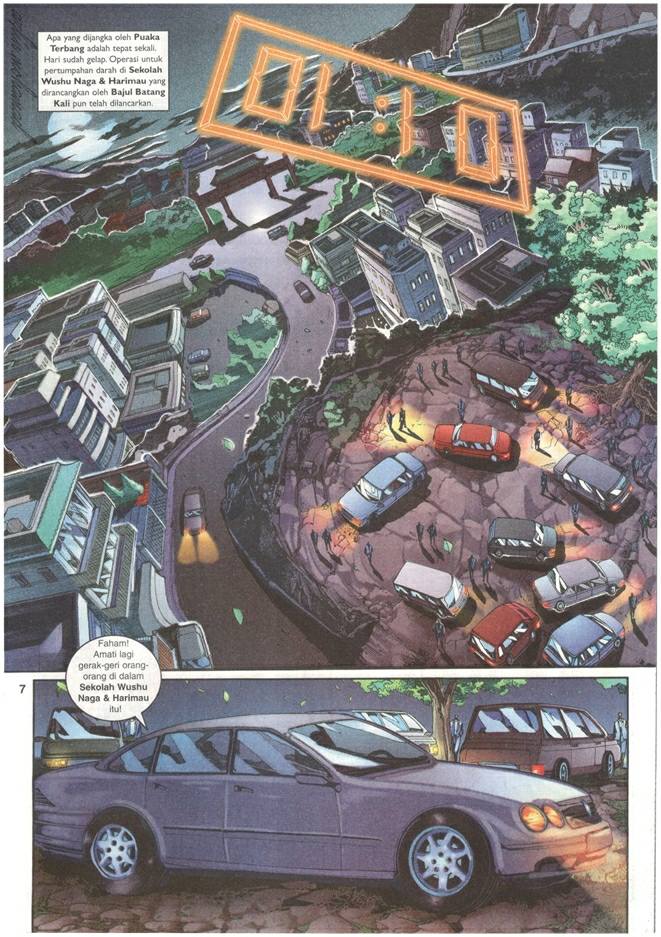 Apa yang dijangka oleh Puaka
Terbang adalah tepat sekali.
Hari sudah gelap. Operasi untuk
pertumpahan darah di Sekolah
Wushu Naga & Harimau yang
dirancangkan oleh Bajul Batang
Kali pun telah dilancarkan.
01:10
Faham!
Amati lagi
gerak-geri orang-
orang di dalam
Sekolah Wushu
Naga & Harimau
itu!
7